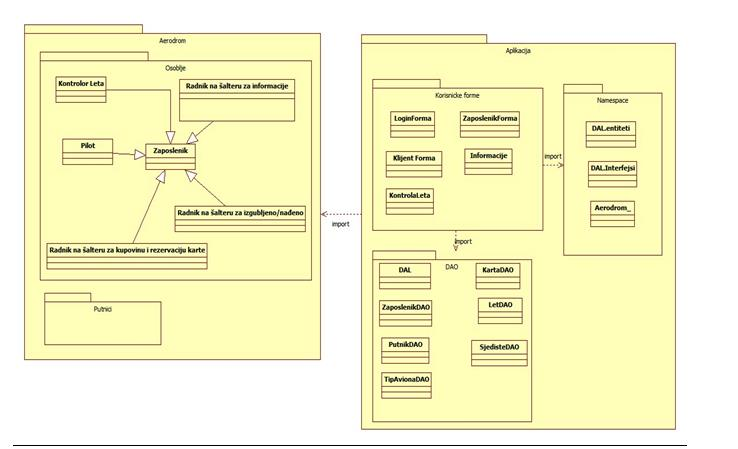 Aerodrom
Osoblje
Kontrolor Leta
Radnik na šalteru za informacije
Pilot
Zaposlenik
Radnik na šalteru za izgubljeno/nađeno
Radnik na šalteru za kupovinu i rezervaciju karte
Putnici
import
Aplikacija
Korisnicke forme
LoginForma
ZaposlenikForma
Klijent Forma
Informacije
KontrolaLeta
import
Namespace
DAL.entiteti
DAL.Interfejsi
Aerodrom_
import
DAO
DAL
KartaDAO
ZaposlenikDAO
LetDAO
PutnikDAO
SjedisteDAO
TipAvionaDAO